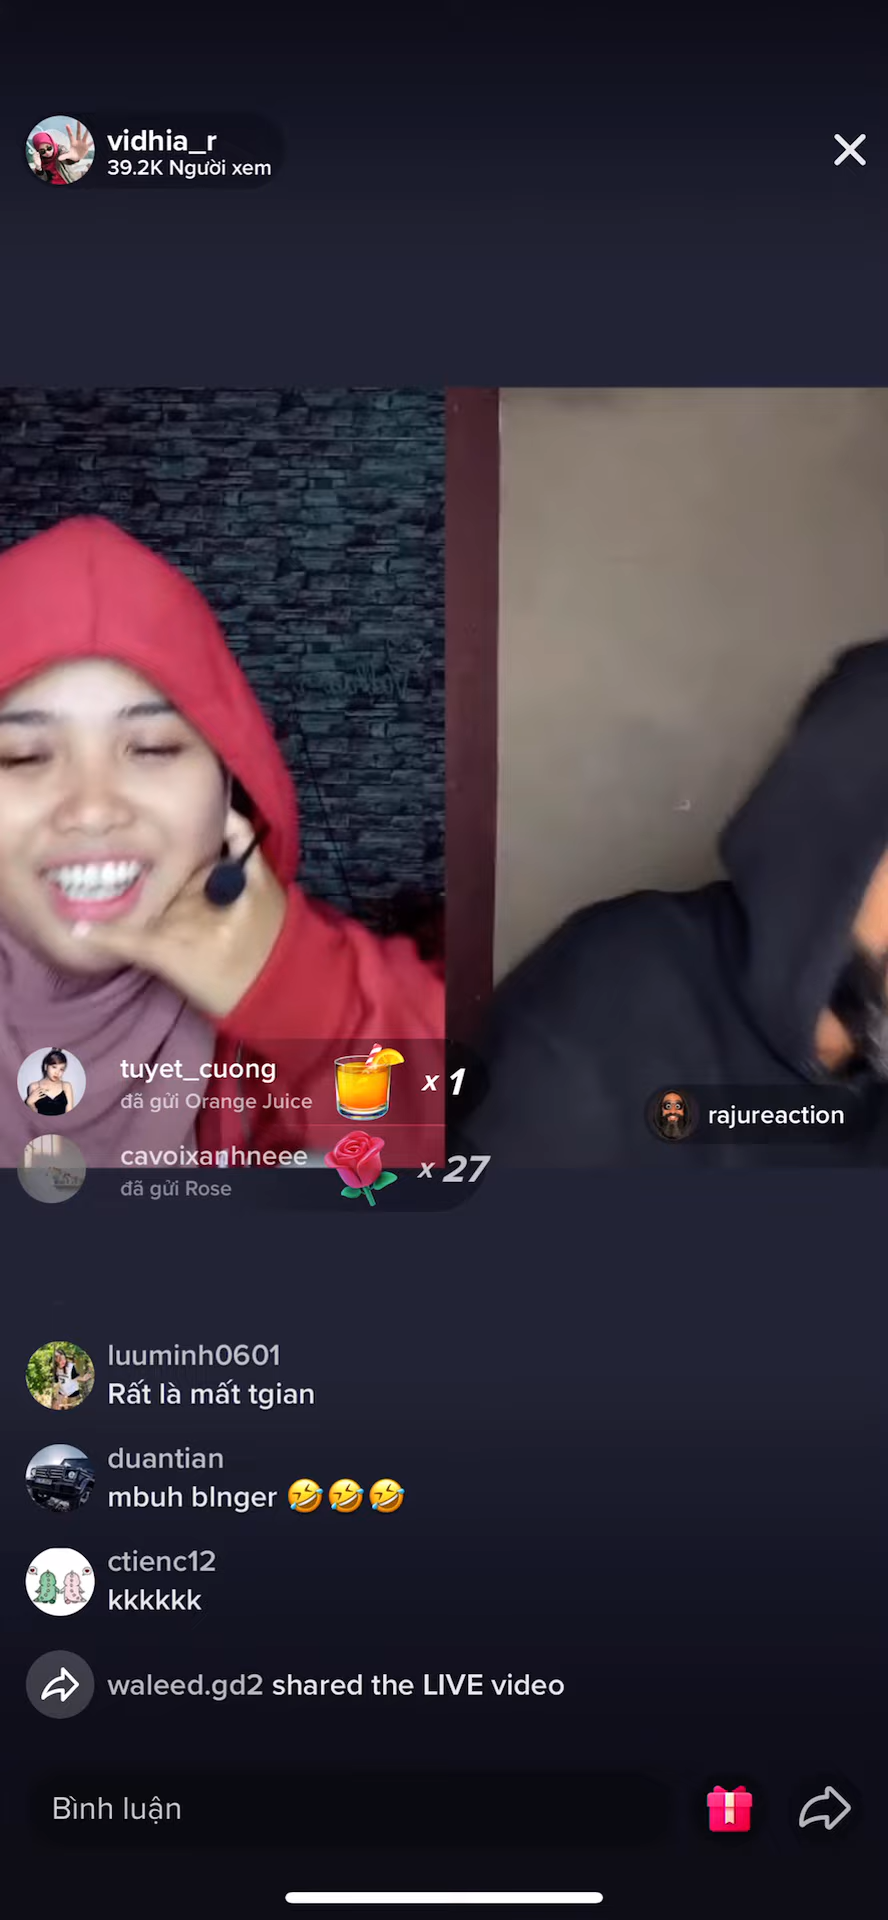 vidhia_r
39.2K Người xem
tuyet_cuong
đã gửi Orange Juice
x 1
rajureaction
cavoixanhneee
đã gửi Rose
x 27
luuminh0601
Rất là mất tgian
duantian
mbuh blnger 🤣🤣🤣
ctienc12
kkkkkk
waleed.gd2 shared the LIVE video
Bình luận